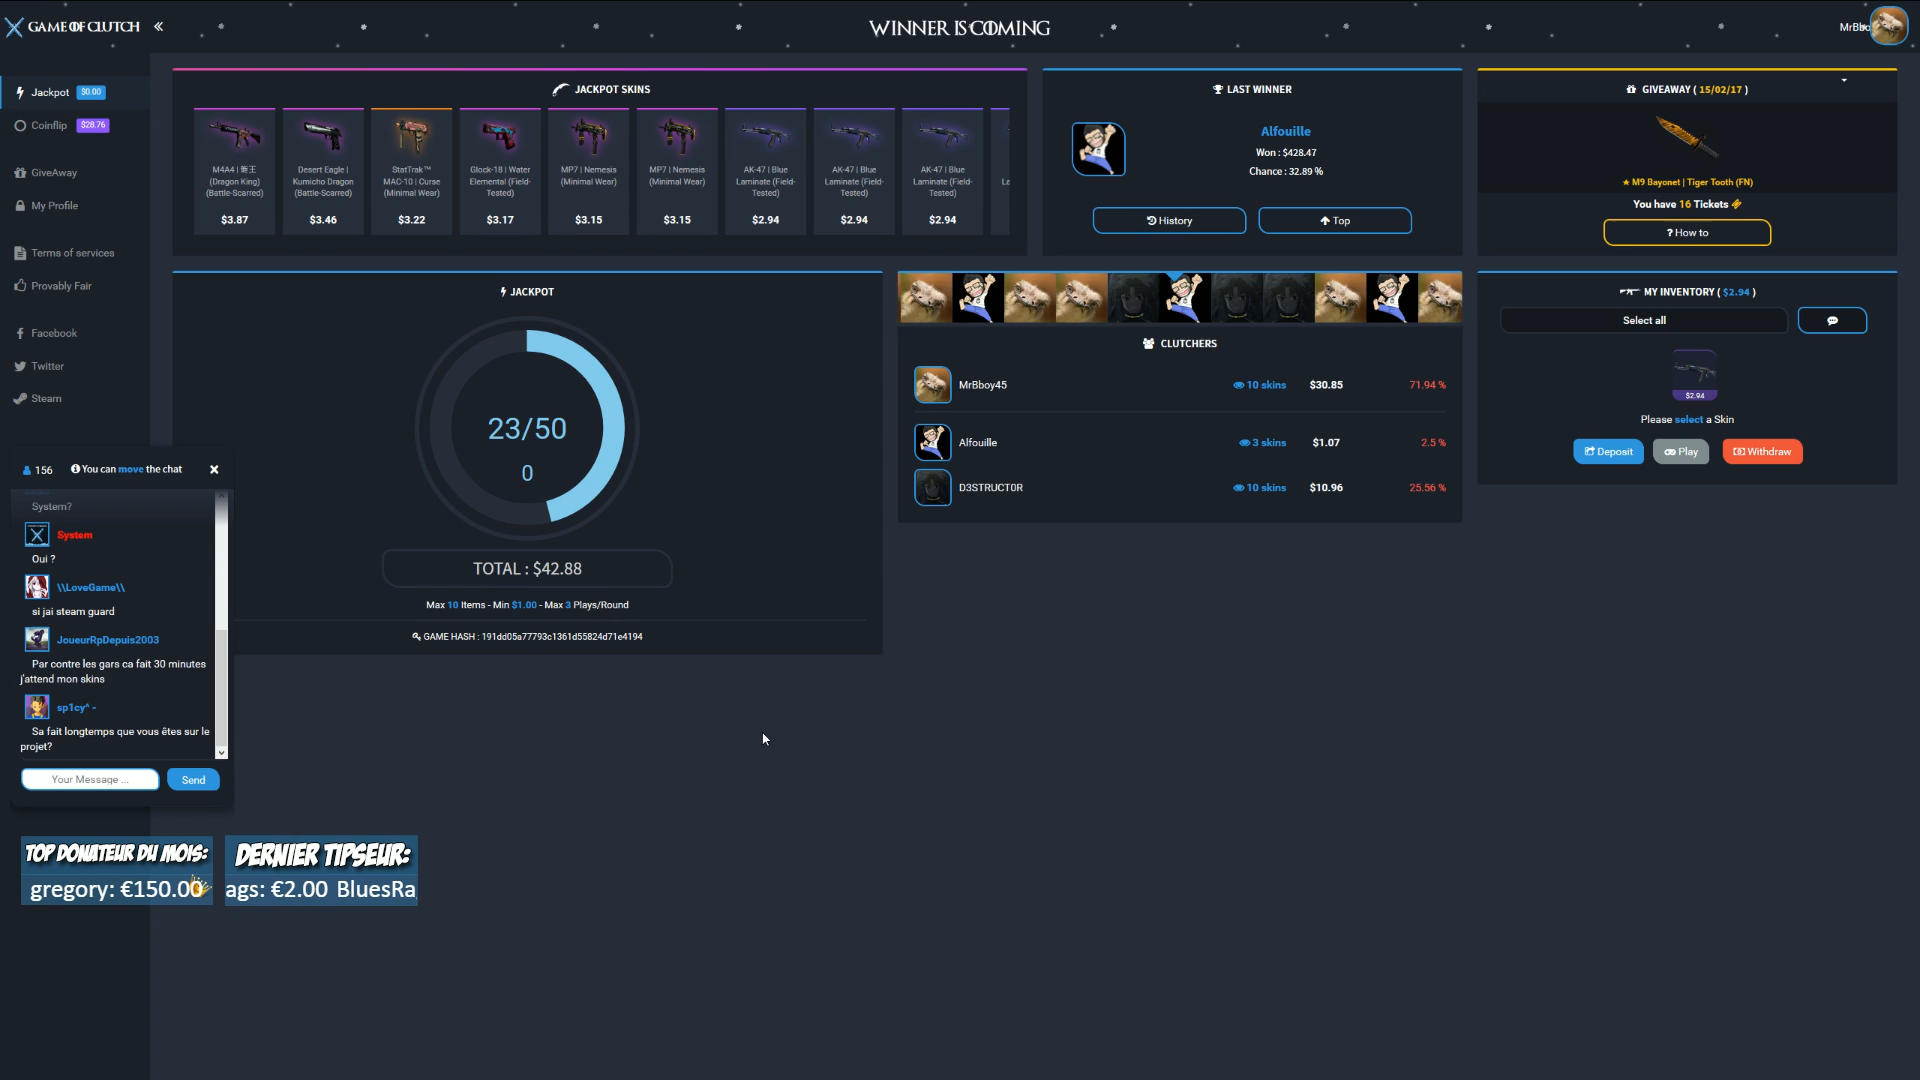 GAME OF CLUTCH
WINNER IS COMING
Jackpot $0.00
Coinflip $28.76
GiveAway
My Profile
Terms of services
Provably Fair
Facebook
Twitter
Steam
JACKPOT SKINS
M4A4 | 龍王
(Dragon King)
(Battle-Scarred)
$3.87
Desert Eagle |
Kumicho Dragon
(Battle-Scarred)
$3.46
StatTrak™
MAC-10 | Curse
(Minimal Wear)
$3.22
Glock-18 | Water
Elemental (Field-
Tested)
$3.17
MP7 | Nemesis
(Minimal Wear)
$3.15
MP7 | Nemesis
(Minimal Wear)
$3.15
AK-47 | Blue
Laminate (Field-
Tested)
$2.94
AK-47 | Blue
Laminate (Field-
Tested)
$2.94
AK-47 | Blue
Laminate (Field-
Tested)
$2.94
LAST WINNER
Alfouille
Won : $428.47
Chance : 32.89 %
History
Top
GIVEAWAY ( 15/02/17 )
★ M9 Bayonet | Tiger Tooth (FN)
You have 16 Tickets
? How to
JACKPOT
23/50
0
TOTAL : $42.88
Max 10 Items - Min $1.00 - Max 3 Plays/Round
GAME HASH : 191dd05a77793c1361d55824d71e4194
CLUTCHERS
MrBboy45 10 skins $30.85 71.94 %
Alfouille 3 skins $1.07 2.5 %
D3STRUCT0R 10 skins $10.96 25.56 %
MY INVENTORY ( $2.94 )
Select all
$2.94
Please select a Skin
Deposit
Play
Withdraw
156 You can move the chat
System?
System
Oui ?
\\LoveGame\\
si jai steam guard
JoueurRpDepuis2003
Par contre les gars ca fait 30 minutes
j'attend mon skins
sp1cy^ -
Sa fait longtemps que vous êtes sur le
projet?
Your Message ...
Send
TOP DONATEUR DU MOIS:
gregory: €150.00
DERNIER TIPSEUR:
ags: €2.00 BluesRa